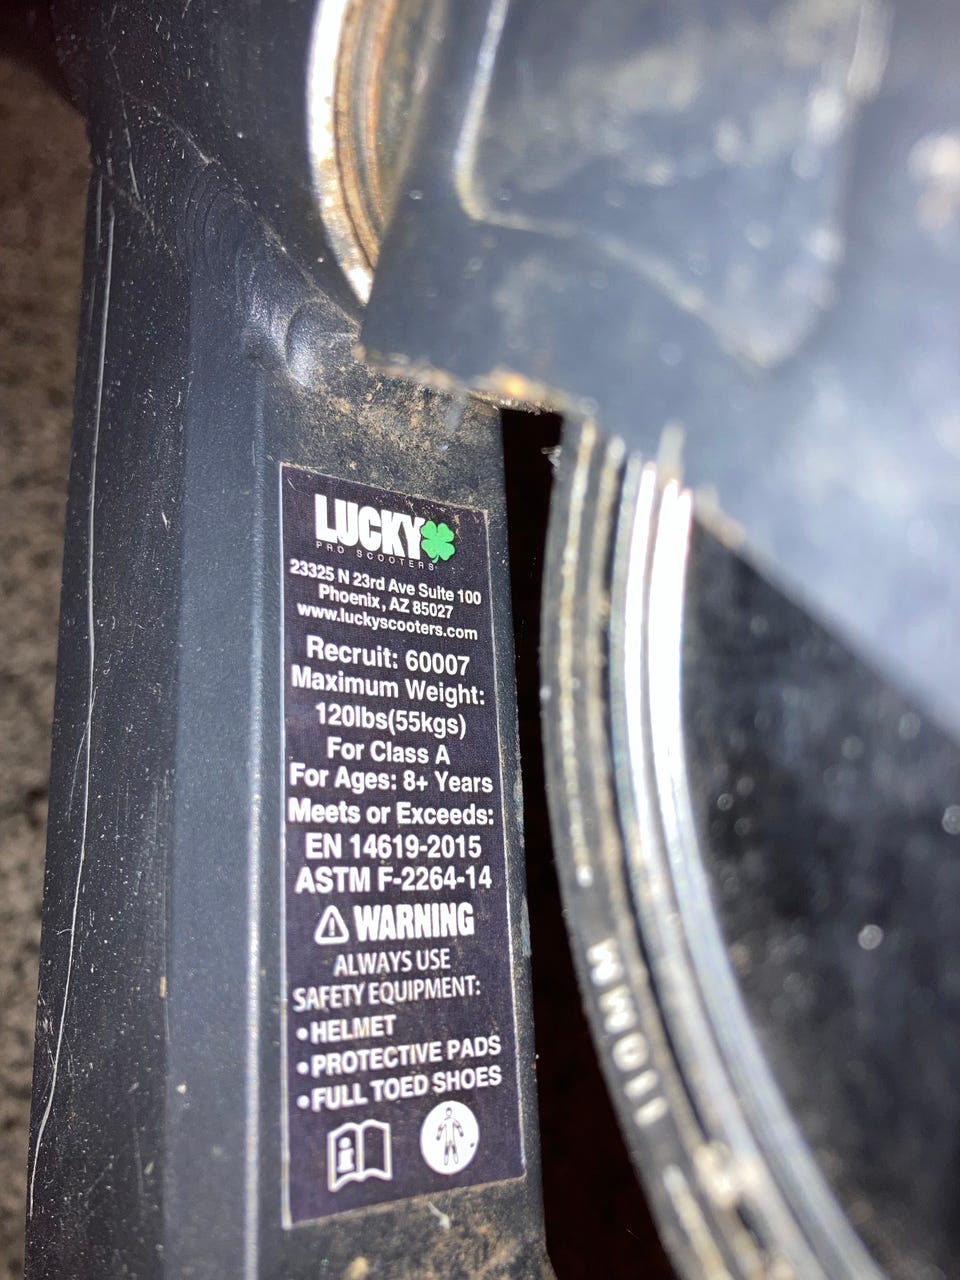 LUCKY
PRO SCOOTERS
23325 N 23rd Ave Suite 100
Phoenix, AZ 85027
www.luckyscooters.com
Recruit: 60007
Maximum Weight:
120lbs(55kgs)
For Class A
For Ages: 8+ Years
Meets or Exceeds:
EN 14619-2015
ASTM F-2264-14
WARNING
ALWAYS USE
SAFETY EQUIPMENT:
•HELMET
•PROTECTIVE PADS
•FULL TOED SHOES
110MM